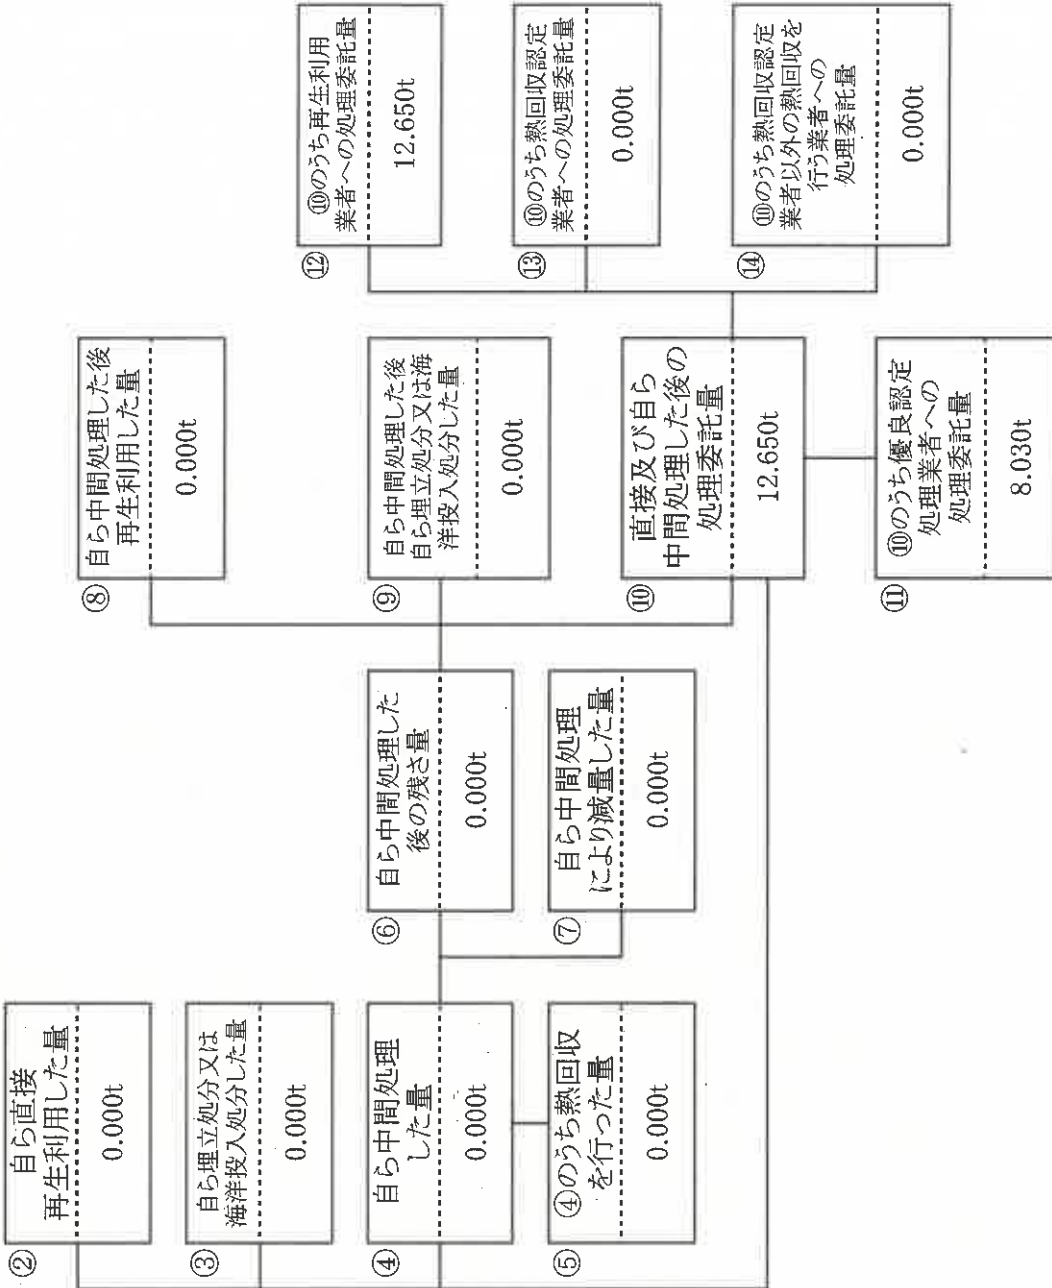 ②
自ら直接
再生利用した量
0.000t
③
自ら埋立処分又は
海洋投入処分した量
0.000t
④
自ら中間処理
した量
0.000t
⑤
④のうち熱回収
を行った量
0.000t
⑥
自ら中間処理した
後の残さ量
0.000t
⑦
自ら中間処理
により減量した量
0.000t
⑧
自ら中間処理した後
再生利用した量
0.000t
⑨
自ら中間処理した後
自ら埋立処分又は海
洋投入処分した量
0.000t
⑩
直接及び自ら
中間処理した後の
処理委託量
12.650t
⑪
⑩のうち優良認定
処理業者への
処理委託量
8.030t
⑫
⑩のうち再生利用
業者への処理委託量
12.650t
⑬
⑩のうち熱回収認定
業者への処理委託量
0.000t
⑭
⑩のうち熱回収認定
業者以外の熱回収を
行う業者への
処理委託量
0.000t